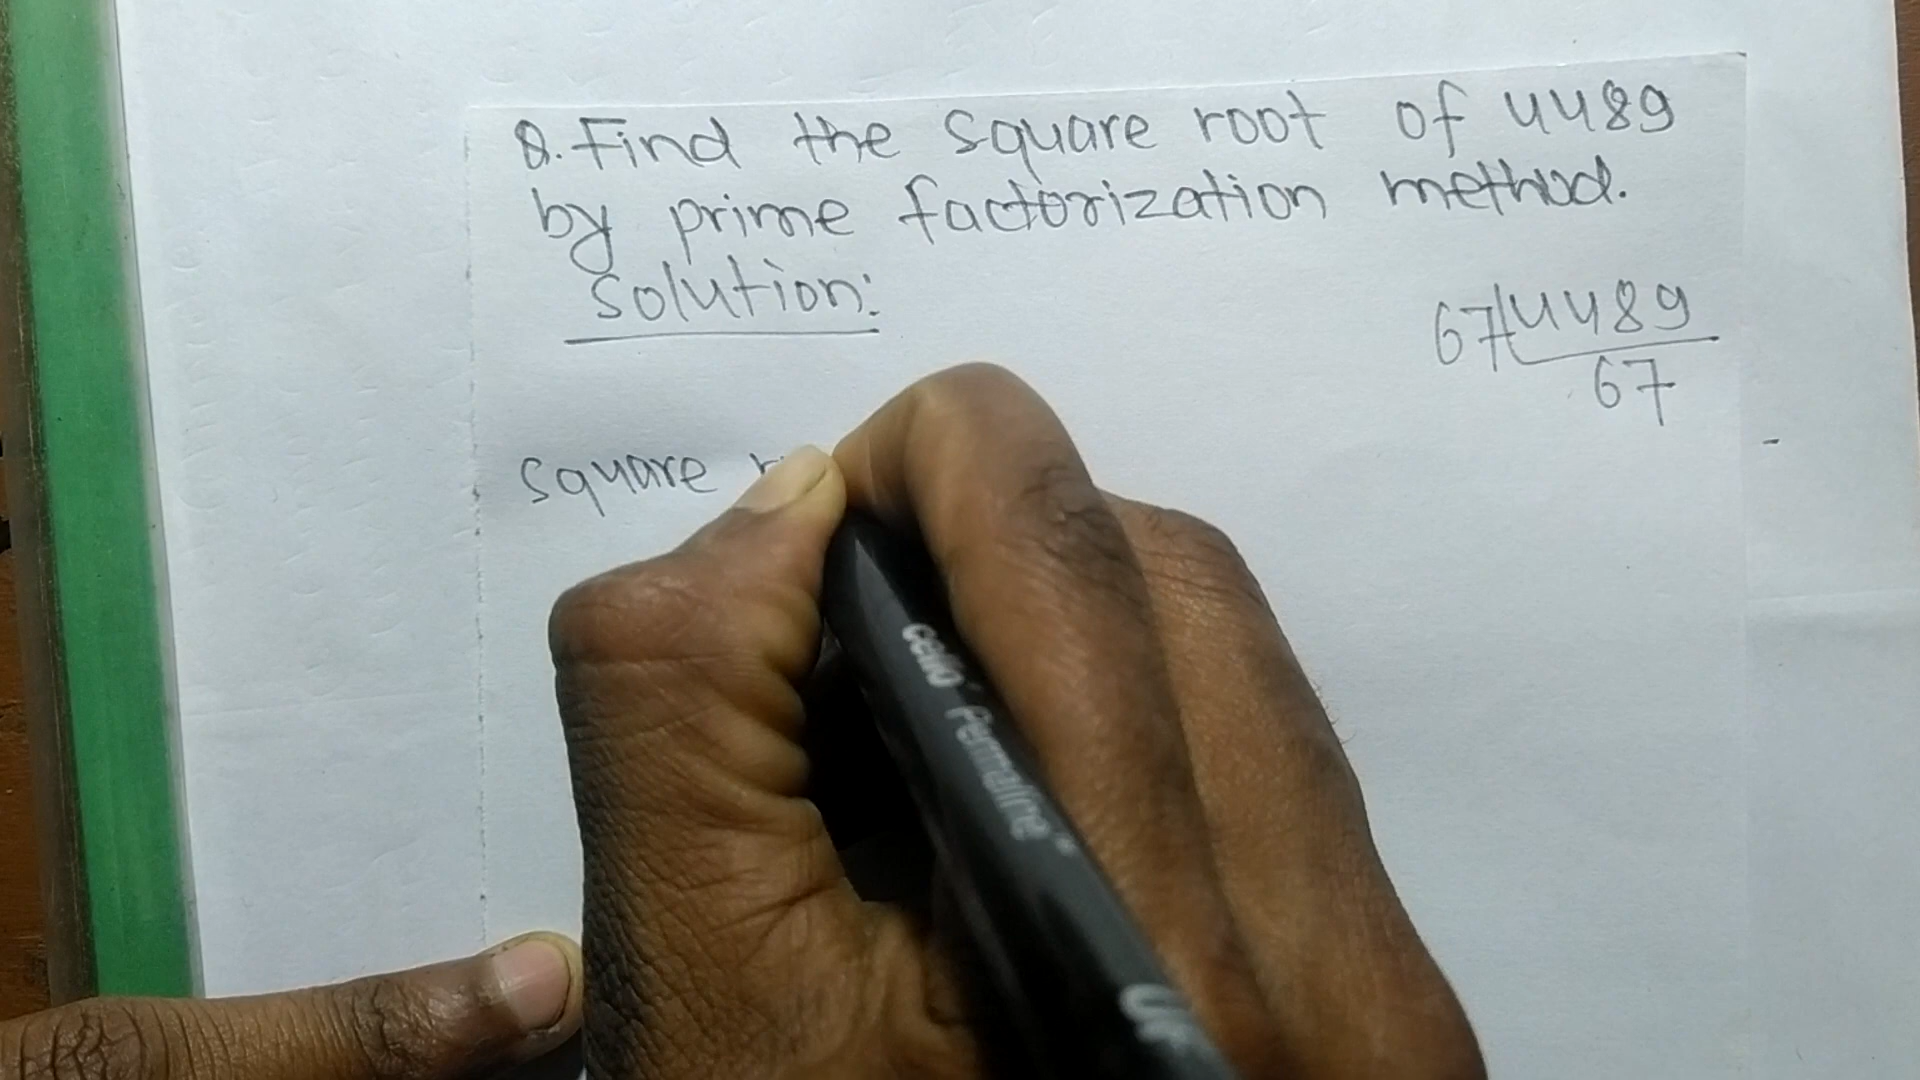 Q. Find the square root of 4489
by prime factorization method.
Solution:
67 4489
67
square
cello Permaline